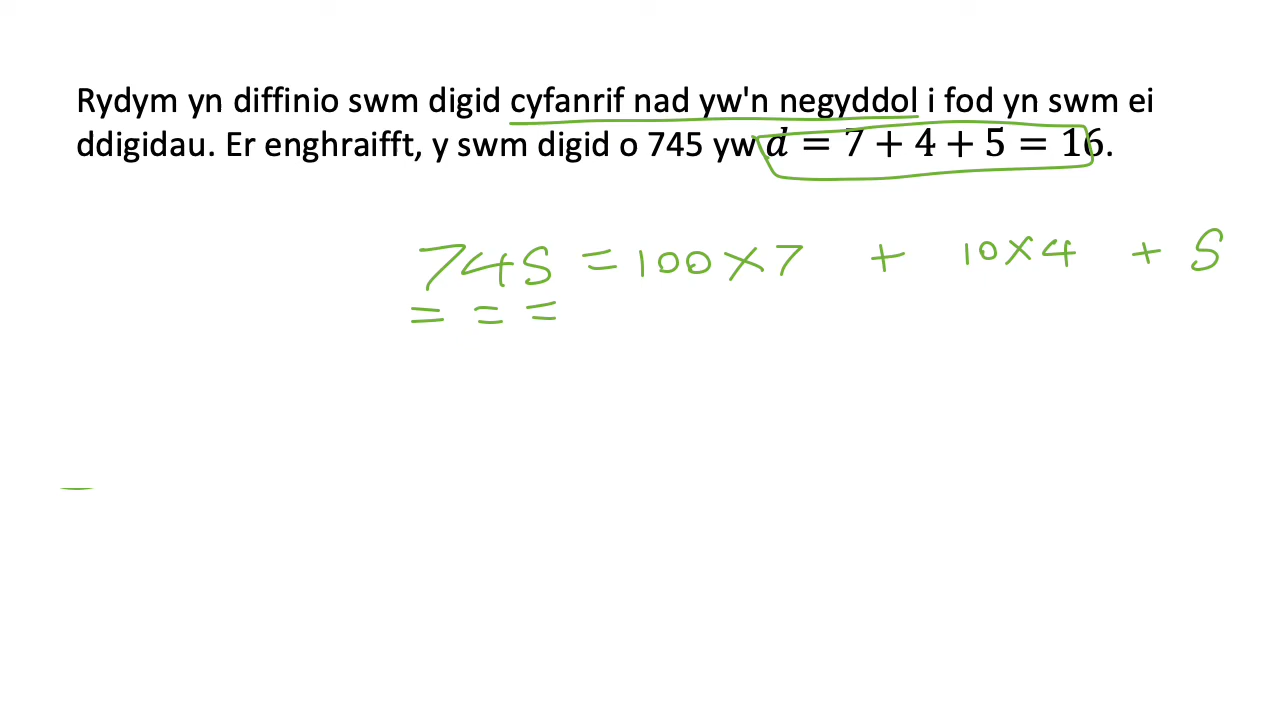 Rydym yn diffinio swm digid cyfanrif nad yw'n negyddol i fod yn swm ei
ddigidau. Er enghraifft, y swm digid o 745 yw d = 7 + 4 + 5 = 16.
745 = 100 × 7 + 10 × 4 + 5